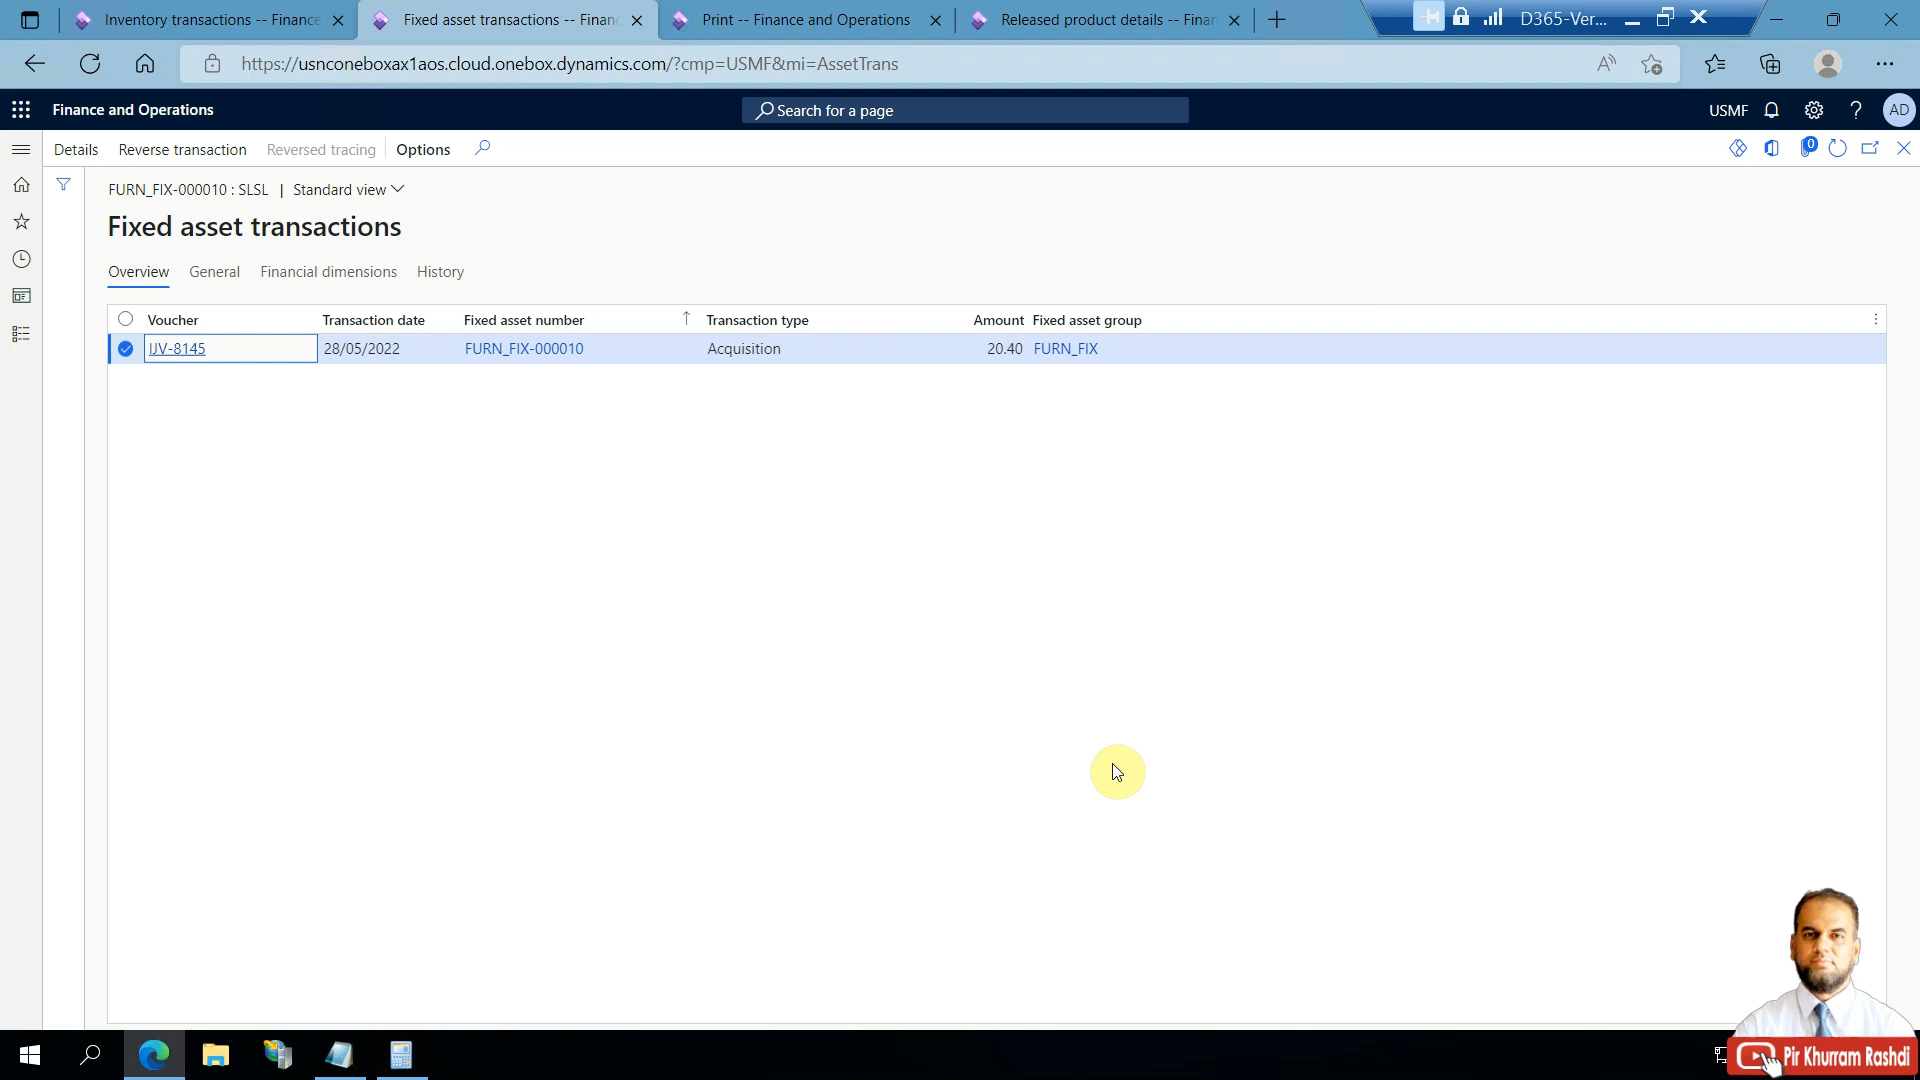 Inventory transactions -- Finance
Fixed asset transactions -- Finan
Print -- Finance and Operations
Released product details -- Finan
D365-Ver...
https://usnconeboxax1aos.cloud.onebox.dynamics.com/?cmp=USMF&mi=AssetTrans
Finance and Operations
Search for a page
USMF
AD
Details
Reverse transaction
Reversed tracing
Options
0
FURN_FIX-000010 : SLSL | Standard view
Fixed asset transactions
Overview
General
Financial dimensions
History
Voucher
Transaction date
Fixed asset number
Transaction type
Amount
Fixed asset group
IJV-8145
28/05/2022
FURN_FIX-000010
Acquisition
20.40
FURN_FIX
Pir Khurram Rashdi